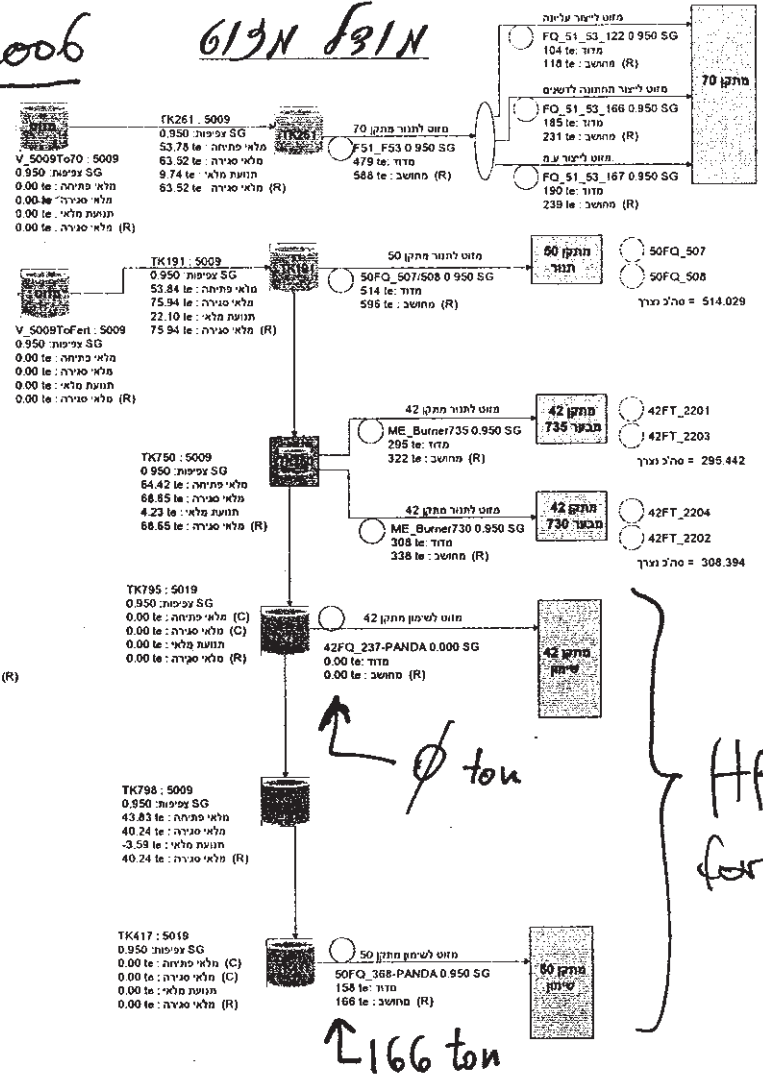 2006
מודל מזוט
מזוט לייצור עליונה
FQ_51_53_122 0.950 SG
מדוד: 104 te
מחושב: 118 te (R)
מתקן 70
TK261 : 5009
צפיפות: 0.950 SG
מלאי פתיחה: 53.78 te
מלאי סגירה: 63.52 te
תנועת מלאי: 9.74 te
מלאי סגירה: 63.52 te (R)
TK261
מזוט לתנור מתקן 70
F51_F53 0.950 SG
מדוד: 479 te
מחושב: 588 te (R)
מזוט לייצור תחתונה לדשנים
FQ_51_53_166 0.950 SG
מדוד: 185 te
מחושב: 231 te (R)
מזוט לייצור ע.מ
FQ_51_53_167 0.950 SG
מדוד: 190 te
מחושב: 239 te (R)
מזוט
V_5009To70 : 5009
צפיפות: 0.950 SG
מלאי פתיחה: 0.00 te
מלאי סגירה: 0.00 te
תנועת מלאי: 0.00 te
מלאי סגירה: 0.00 te (R)
TK191 : 5009
צפיפות: 0.950 SG
מלאי פתיחה: 53.84 te
מלאי סגירה: 75.94 te
תנועת מלאי: 22.10 te
מלאי סגירה: 75.94 te (R)
TK191
מזוט לתנור מתקן 50
50FQ_507/508 0.950 SG
מדוד: 514 te
מחושב: 596 te (R)
מתקן 50
תנור
50FQ_507
50FQ_508
סה'כ נצרך = 514.029
מזוט
V_5009ToFert : 5009
צפיפות: 0.950 SG
מלאי פתיחה: 0.00 te
מלאי סגירה: 0.00 te
תנועת מלאי: 0.00 te
מלאי סגירה: 0.00 te (R)
TK750 : 5009
צפיפות: 0.950 SG
מלאי פתיחה: 64.42 te
מלאי סגירה: 68.65 te
תנועת מלאי: 4.23 te
מלאי סגירה: 68.65 te (R)
מזוט לתנור מתקן 42
ME_Burner735 0.950 SG
מדוד: 295 te
מחושב: 322 te (R)
מתקן 42
מבער 735
42FT_2201
42FT_2203
סה'כ נצרך = 295.442
מזוט לתנור מתקן 42
ME_Burner730 0.950 SG
מדוד: 308 te
מחושב: 338 te (R)
מתקן 42
מבער 730
42FT_2204
42FT_2202
סה'כ נצרך = 308.394
TK795 : 5019
צפיפות: 0.950 SG
מלאי פתיחה: 0.00 te (C)
מלאי סגירה: 0.00 te (C)
תנועת מלאי: 0.00 te
מלאי סגירה: 0.00 te (R)
מזוט לשימון מתקן 42
42FQ_237-PANDA 0.000 SG
מדוד: 0.00 te
מחושב: 0.00 te (R)
מתקן 42
שימון
(R)
Ø ton
TK798 : 5009
צפיפות: 0.950 SG
מלאי פתיחה: 43.83 te
מלאי סגירה: 40.24 te
תנועת מלאי: -3.59 te
מלאי סגירה: 40.24 te (R)
for
TK417 : 5019
צפיפות: 0.950 SG
מלאי פתיחה: 0.00 te (C)
מלאי סגירה: 0.00 te (C)
תנועת מלאי: 0.00 te
מלאי סגירה: 0.00 te (R)
מזוט לשימון מתקן 50
50FQ_368-PANDA 0.950 SG
מדוד: 158 te
מחושב: 166 te (R)
מתקן 50
שימון
166 ton